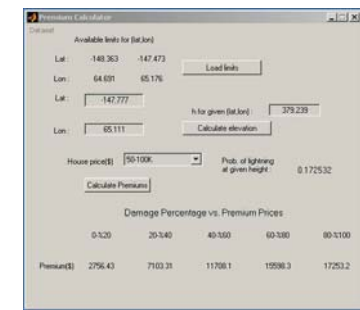 Premium Calculator
Dataset
Available limits for (lat,lon)
Lat : -148.363 -147.473
Load limits
Lon : 64.691 65.176
Lat : -147.777
h for given (lat,lon) : 379.239
Lon : 65.111
Calculate elevation
House price($) 50-100K
Prob. of lightning
at given height : 0.172532
Calculate Premiums
Damage Percentage vs. Premium Prices
0-%20 20-%40 40-%60 60-%80 80-%100
Premium($) 2756.43 7103.31 11708.1 15598.3 17253.2